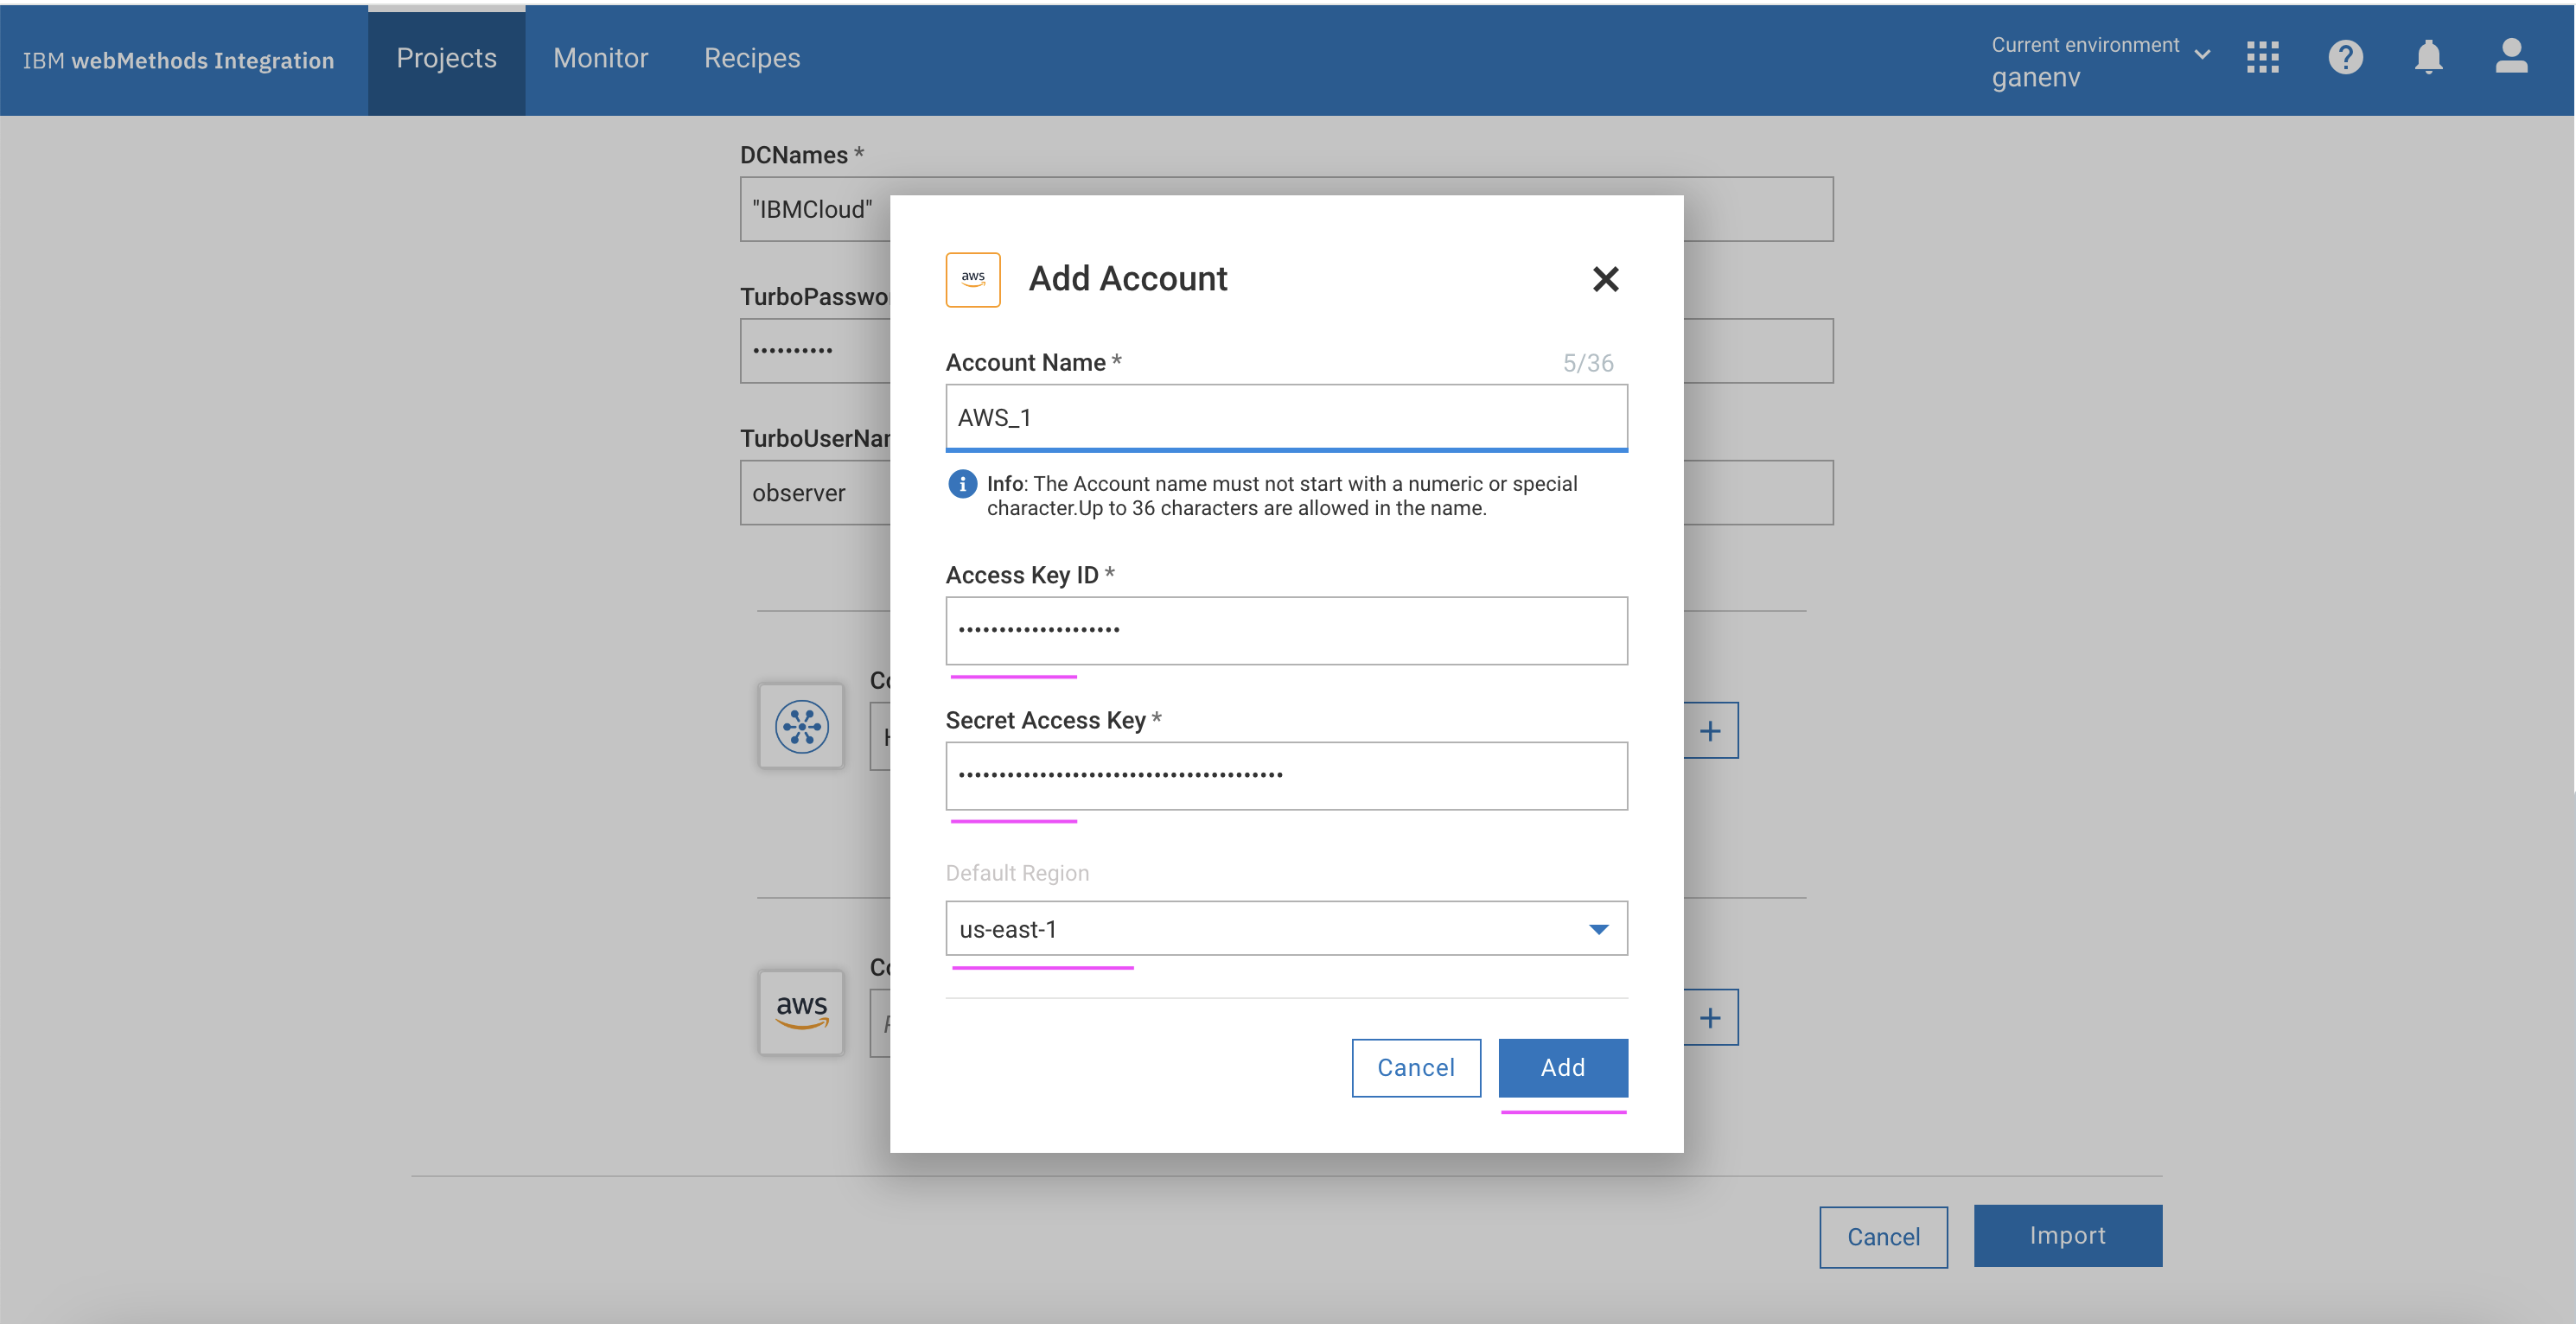 IBM webMethods Integration
Projects
Monitor
Recipes
Current environment
ganenv
DCNames *
"IBMCloud"
aws
Add Account
TurboPasswo
••••••••••
Account Name *
5/36
AWS_1
TurboUserNa
observer
Info: The Account name must not start with a numeric or special
character.Up to 36 characters are allowed in the name.
Access Key ID *
••••••••••••••••••••
Secret Access Key *
••••••••••••••••••••••••••••••••••••••••
Default Region
us-east-1
aws
Cancel
Add
Cancel
Import